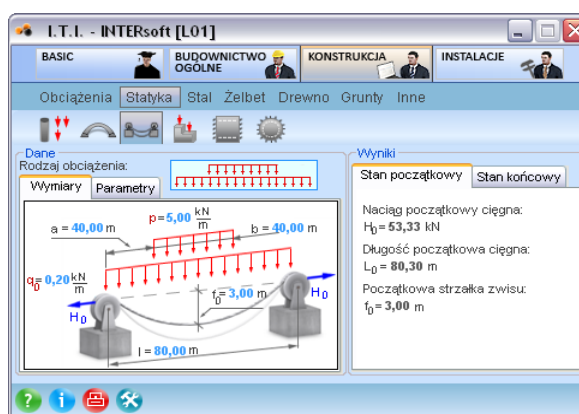 I.T.I. - INTERsoft [L01]
BASIC
BUDOWNICTWO OGÓLNE
KONSTRUKCJA
INSTALACJE
Obciążenia Statyka Stal Żelbet Drewno Grunty Inne
Dane
Rodzaj obciążenia:
Wymiary Parametry
p=5,00 kN/m
a = 40,00 m
b = 40,00 m
q0=0,20 kN/m
f0=3,00 m
H0
H0
l = 80,00 m
Wyniki
Stan początkowy Stan końcowy
Naciąg początkowy cięgna:
H0 = 53,33 kN
Długość początkowa cięgna:
L0 = 80,30 m
Początkowa strzałka zwisu:
f0 = 3,00 m